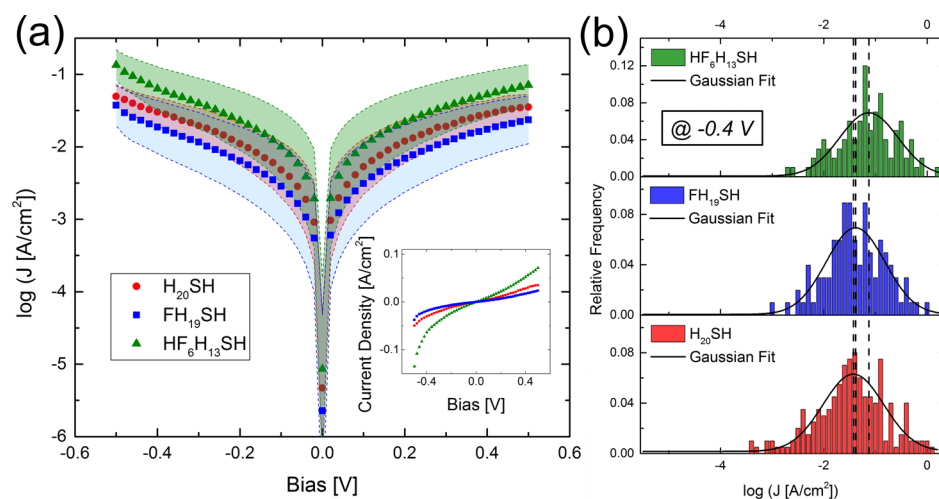 (a)
log (J [A/cm²])
-1
-2
-3
-4
-5
-6
-0.6
-0.4
-0.2
0.0
0.2
0.4
0.6
Bias [V]
H₂₀SH
FH₁₉SH
HF₆H₁₃SH
Current Density [A/cm²]
0.1
0.0
-0.1
-0.4
0.0
0.4
Bias [V]
(b)
-4
-2
0
HF₆H₁₃SH
Gaussian Fit
@ -0.4 V
0.12
0.08
0.04
0.00
FH₁₉SH
Gaussian Fit
0.08
0.04
0.00
Relative Frequency
H₂₀SH
Gaussian Fit
0.08
0.04
0.00
-4
-2
0
log (J [A/cm²])